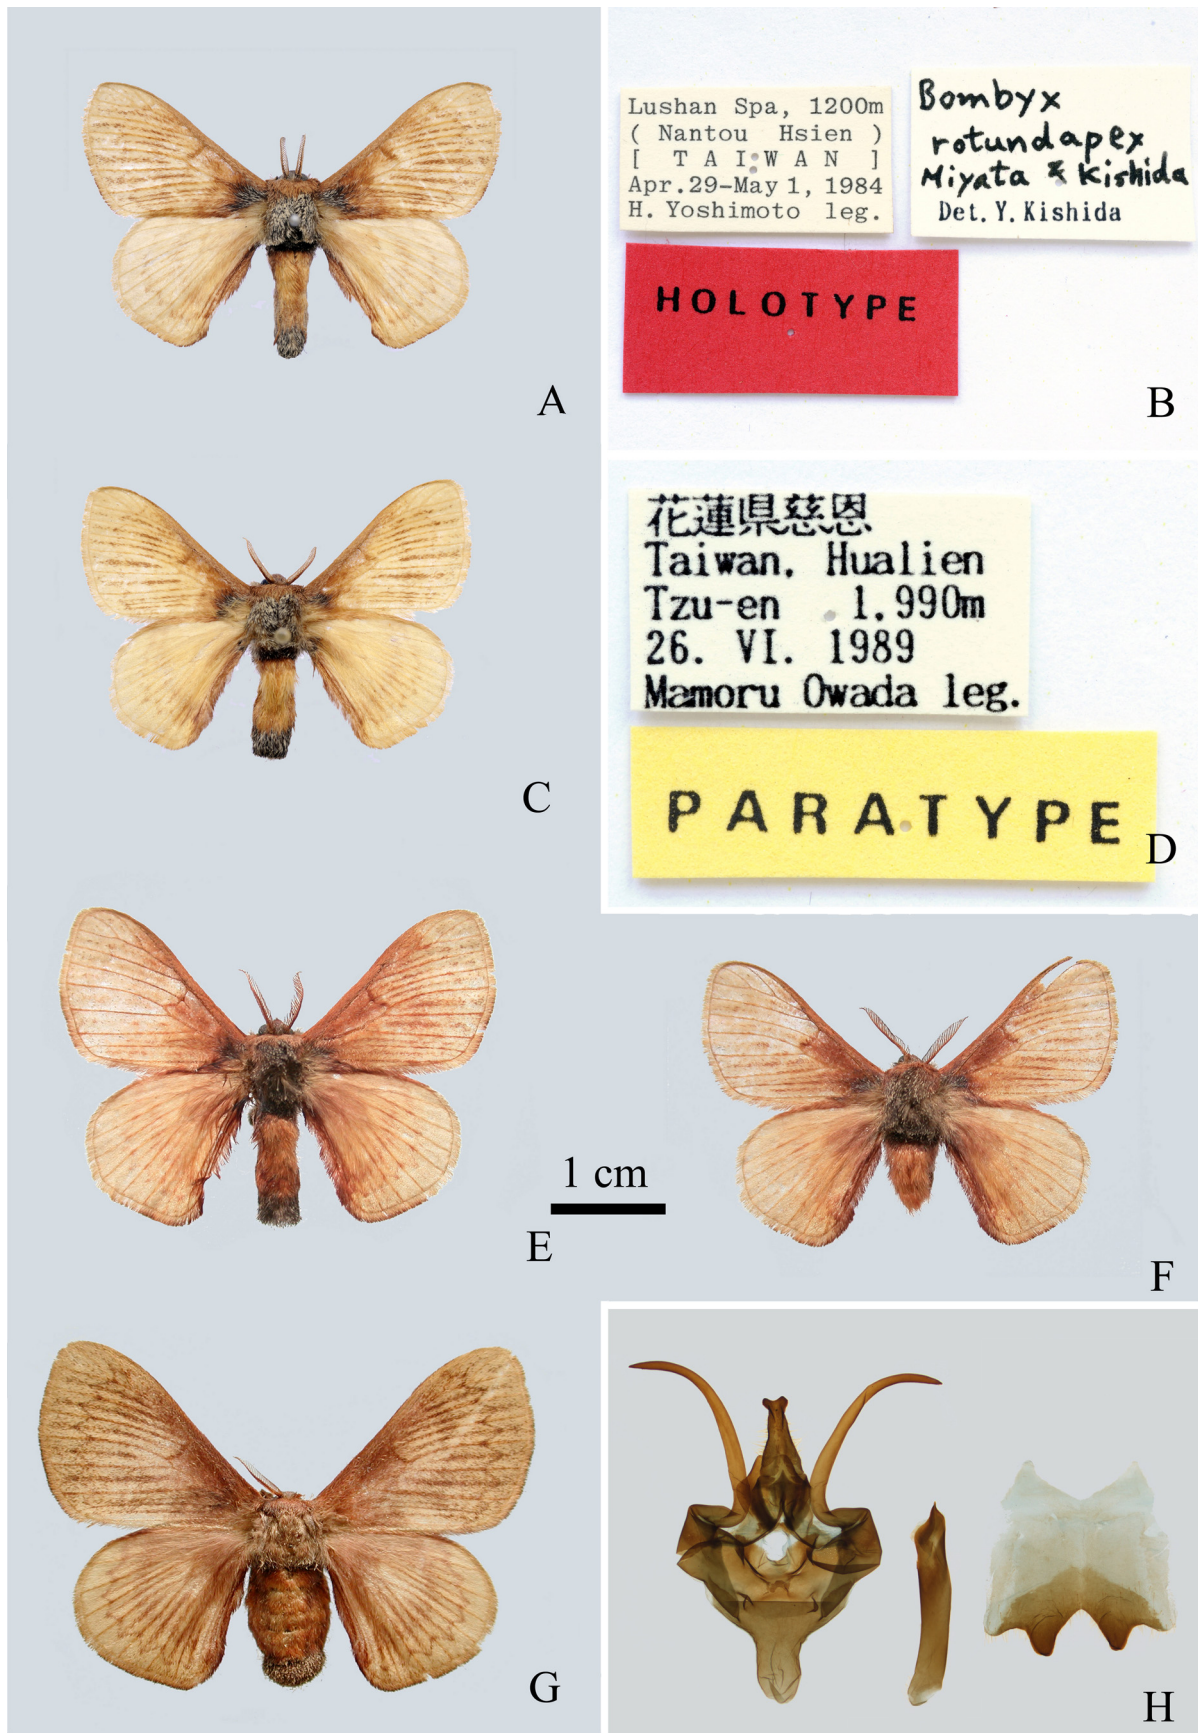 A
Lushan Spa, 1200m
( Nantou Hsien )
[ T A I W A N ]
Apr.29-May 1, 1984
H. Yoshimoto leg.
Bombyx
rotundapex
Miyata & Kishida
Det. Y. Kishida
HOLOTYPE
B
C
花蓮県慈恩
Taiwan. Hualien
Tzu-en 1.990m
26. VI. 1989
Mamoru Owada leg.
PARATYPE
D
E
1 cm
F
G
H